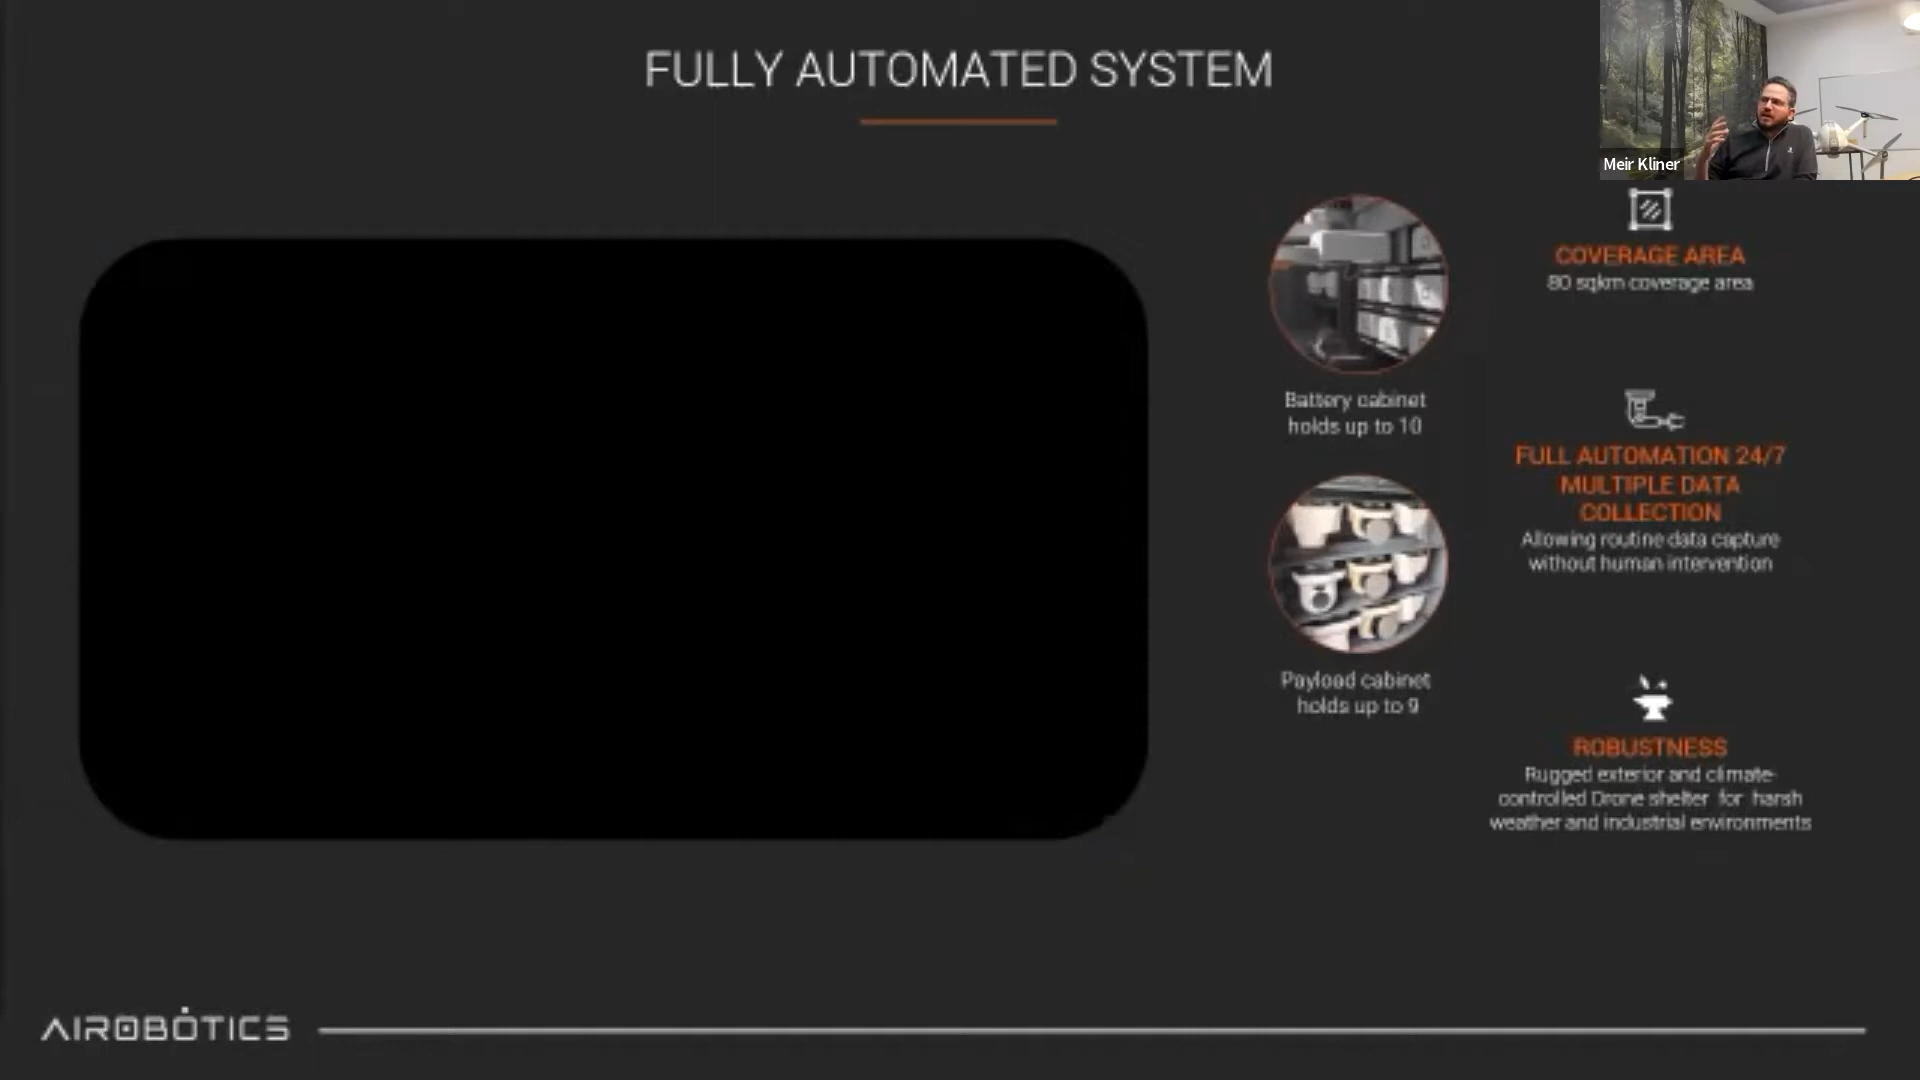 FULLY AUTOMATED SYSTEM
Meir Kliner
COVERAGE AREA
80 sqkm coverage area
Battery cabinet
holds up to 10
FULL AUTOMATION 24/7
MULTIPLE DATA
COLLECTION
Allowing routine data capture
without human intervention
Payload cabinet
holds up to 9
ROBUSTNESS
Rugged exterior and climate-
controlled Drone shelter for harsh
weather and industrial environments
AIROBOTICS